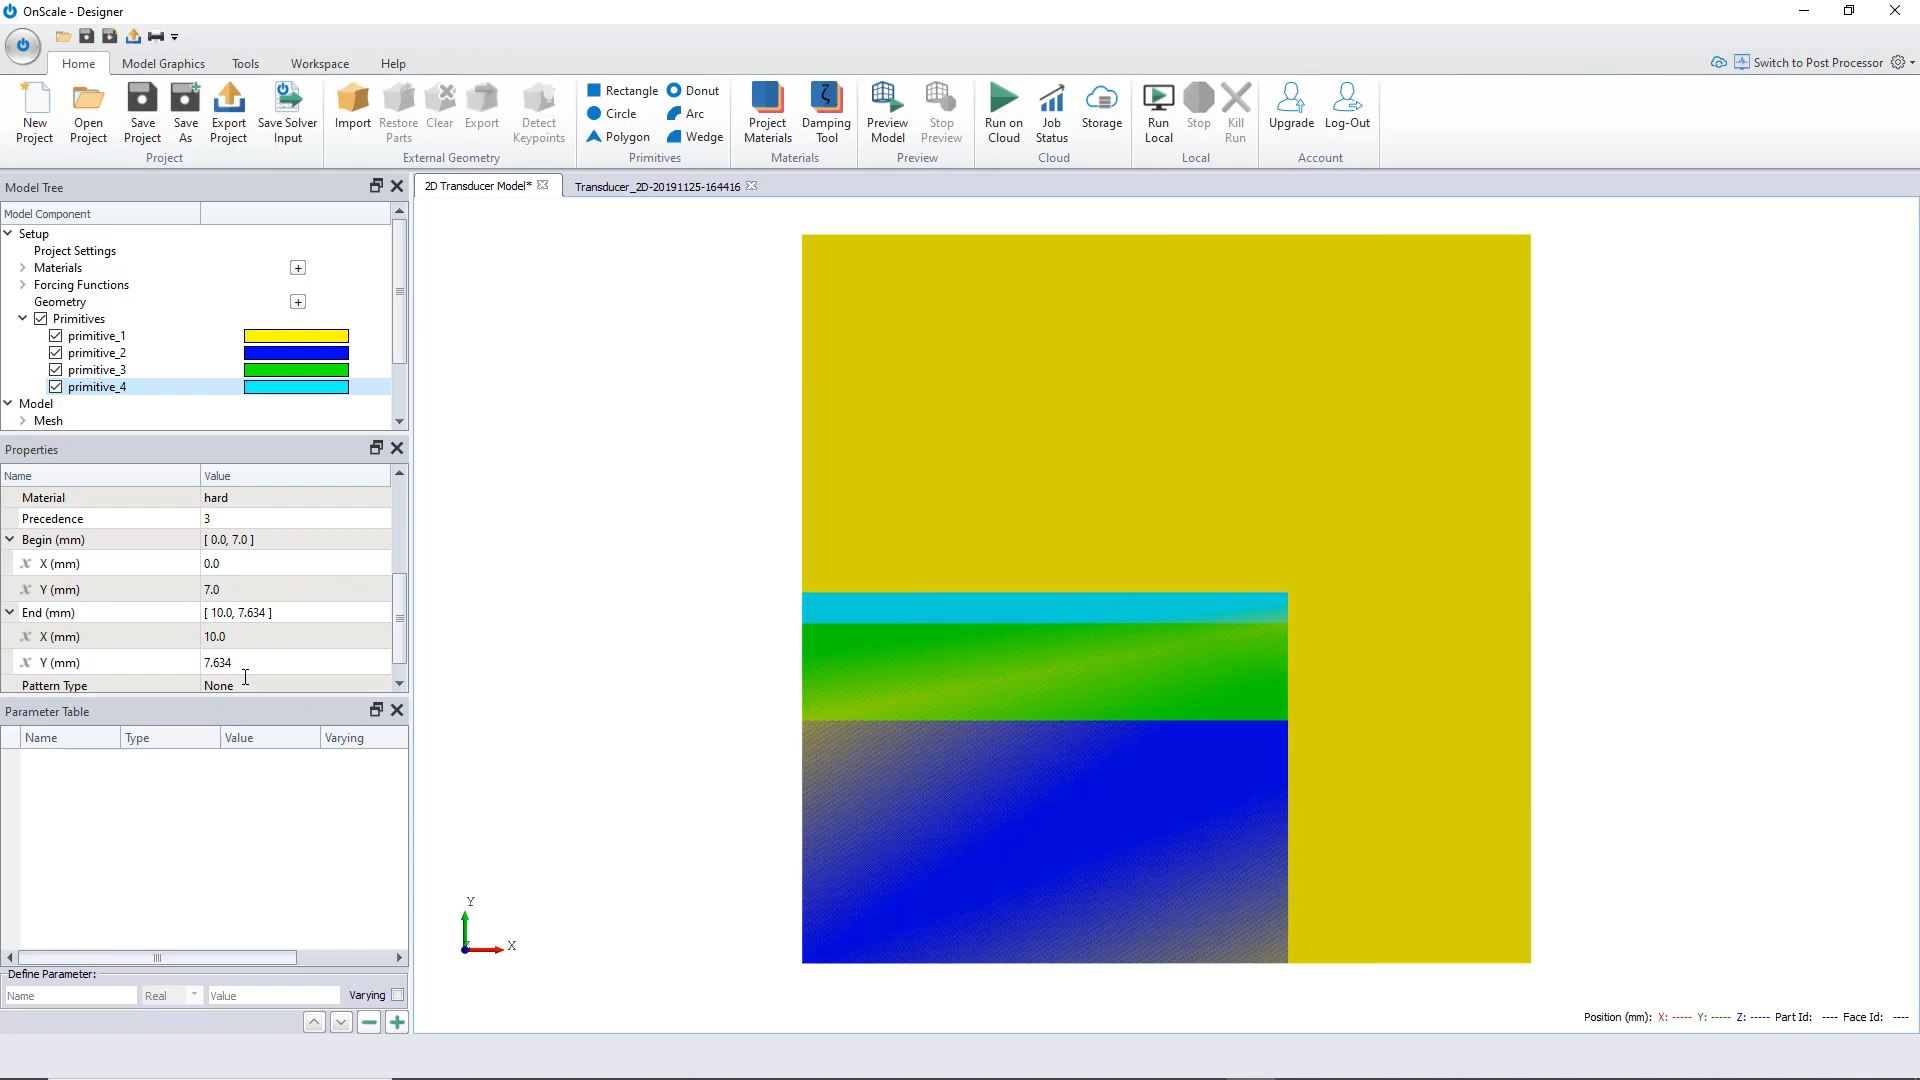 OnScale - Designer
Home
Model Graphics
Tools
Workspace
Help
Switch to Post Processor
New Project
Open Project
Save Project
Save As
Export Project
Save Solver Input
Project
Import
Restore Parts
Clear
Export
Detect Keypoints
External Geometry
Rectangle
Donut
Circle
Arc
Polygon
Wedge
Primitives
Project Materials
Damping Tool
Materials
Preview Model
Stop Preview
Preview
Run on Cloud
Job Status
Storage
Cloud
Run Local
Stop
Kill Run
Local
Upgrade
Log-Out
Account
Model Tree
2D Transducer Model*
Transducer_2D-20191125-164416
Model Component
Setup
Project Settings
Materials
Forcing Functions
Geometry
Primitives
primitive_1
primitive_2
primitive_3
primitive_4
Model
Mesh
Properties
Name Value
Material hard
Precedence 3
Begin (mm) [ 0.0, 7.0 ]
X (mm) 0.0
Y (mm) 7.0
End (mm) [ 10.0, 7.634 ]
X (mm) 10.0
Y (mm) 7.634
Pattern Type None
Parameter Table
Name Type Value Varying
Define Parameter:
Name Real Value Varying
Y
X
Position (mm): X: ----- Y: ----- Z: ----- Part Id: ---- Face Id: ----